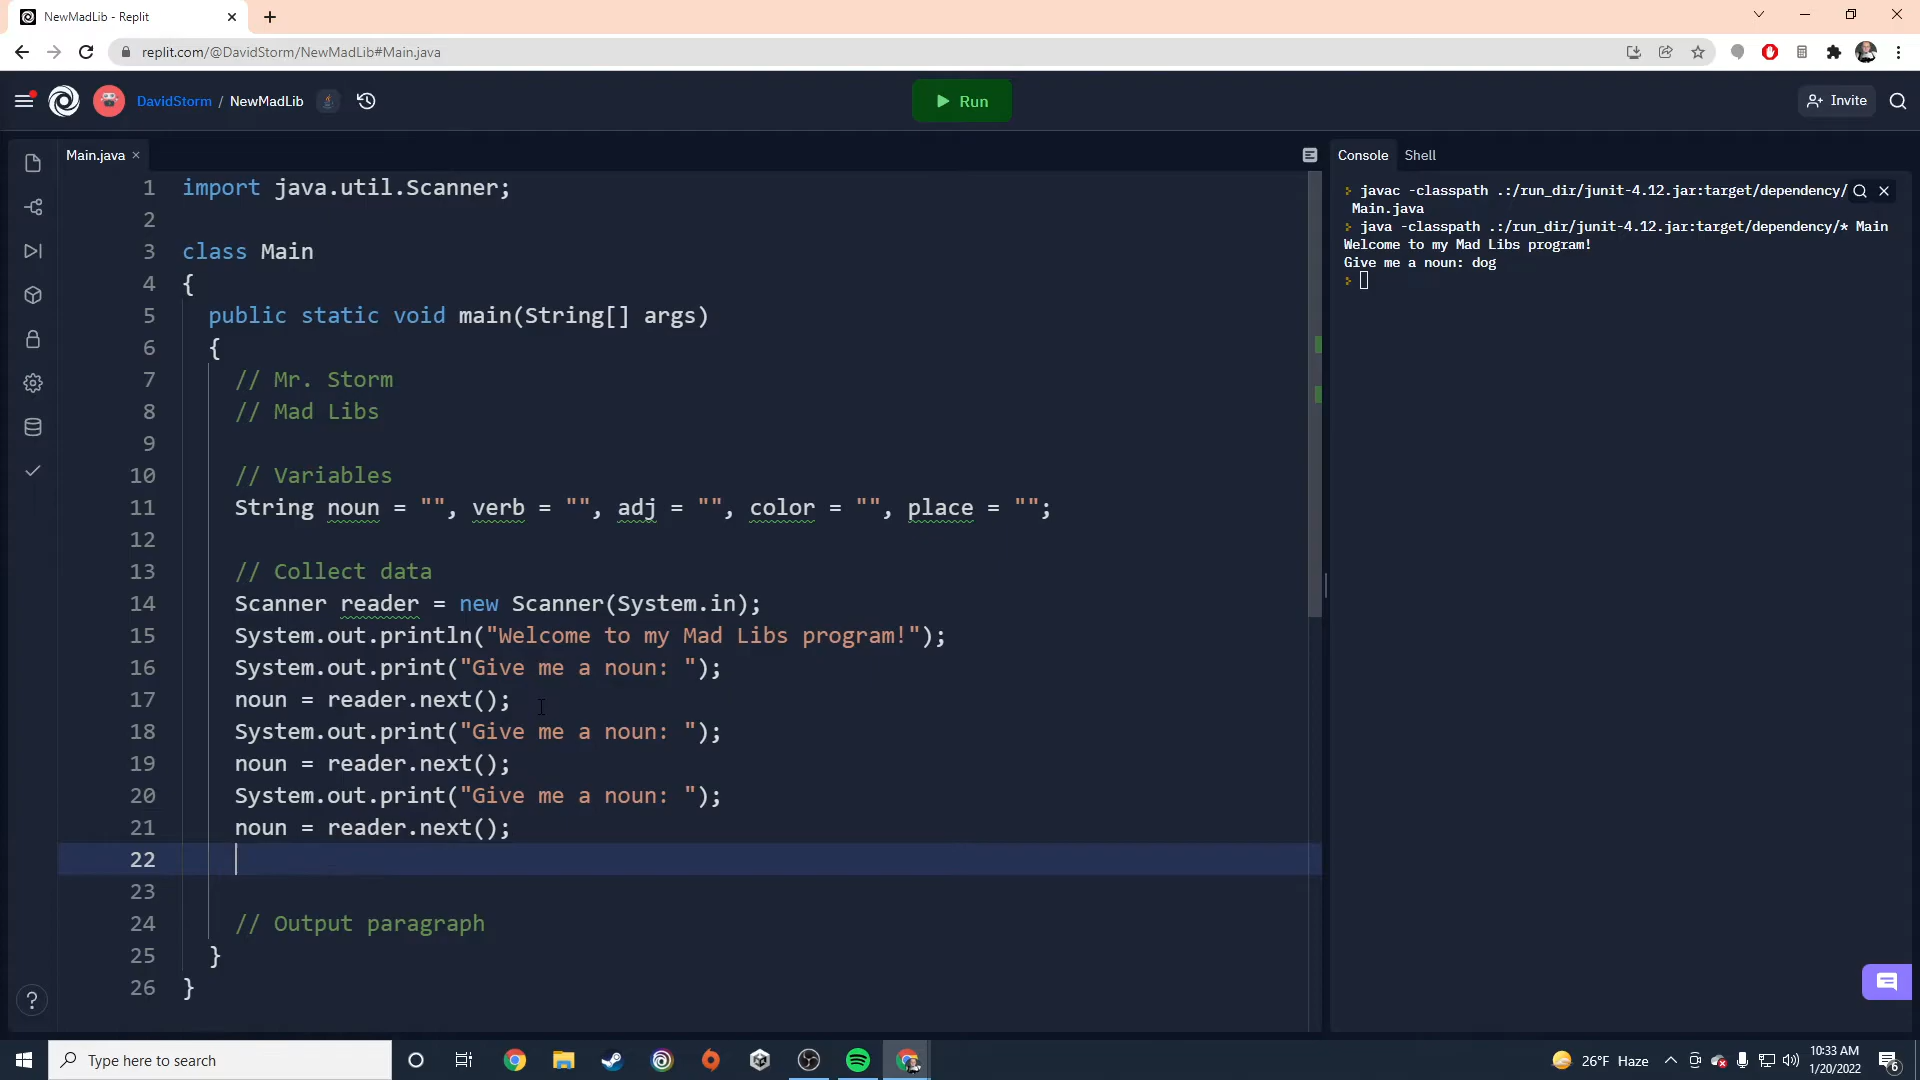 NewMadLib - Replit
replit.com/@DavidStorm/NewMadLib#Main.java
DavidStorm / NewMadLib
Run
Invite
Main.java
Console
Shell
1 import java.util.Scanner;
2
3 class Main
4 {
5 public static void main(String[] args)
6 {
7 // Mr. Storm
8 // Mad Libs
9
10 // Variables
11 String noun = "", verb = "", adj = "", color = "", place = "";
12
13 // Collect data
14 Scanner reader = new Scanner(System.in);
15 System.out.println("Welcome to my Mad Libs program!");
16 System.out.print("Give me a noun: ");
17 noun = reader.next();
18 System.out.print("Give me a noun: ");
19 noun = reader.next();
20 System.out.print("Give me a noun: ");
21 noun = reader.next();
22
23
24 // Output paragraph
25 }
26 }
javac -classpath .:/run_dir/junit-4.12.jar:target/dependency/
Main.java
java -classpath .:/run_dir/junit-4.12.jar:target/dependency/* Main
Welcome to my Mad Libs program!
Give me a noun: dog
?
Type here to search
26°F Haze
10:33 AM
1/20/2022
6